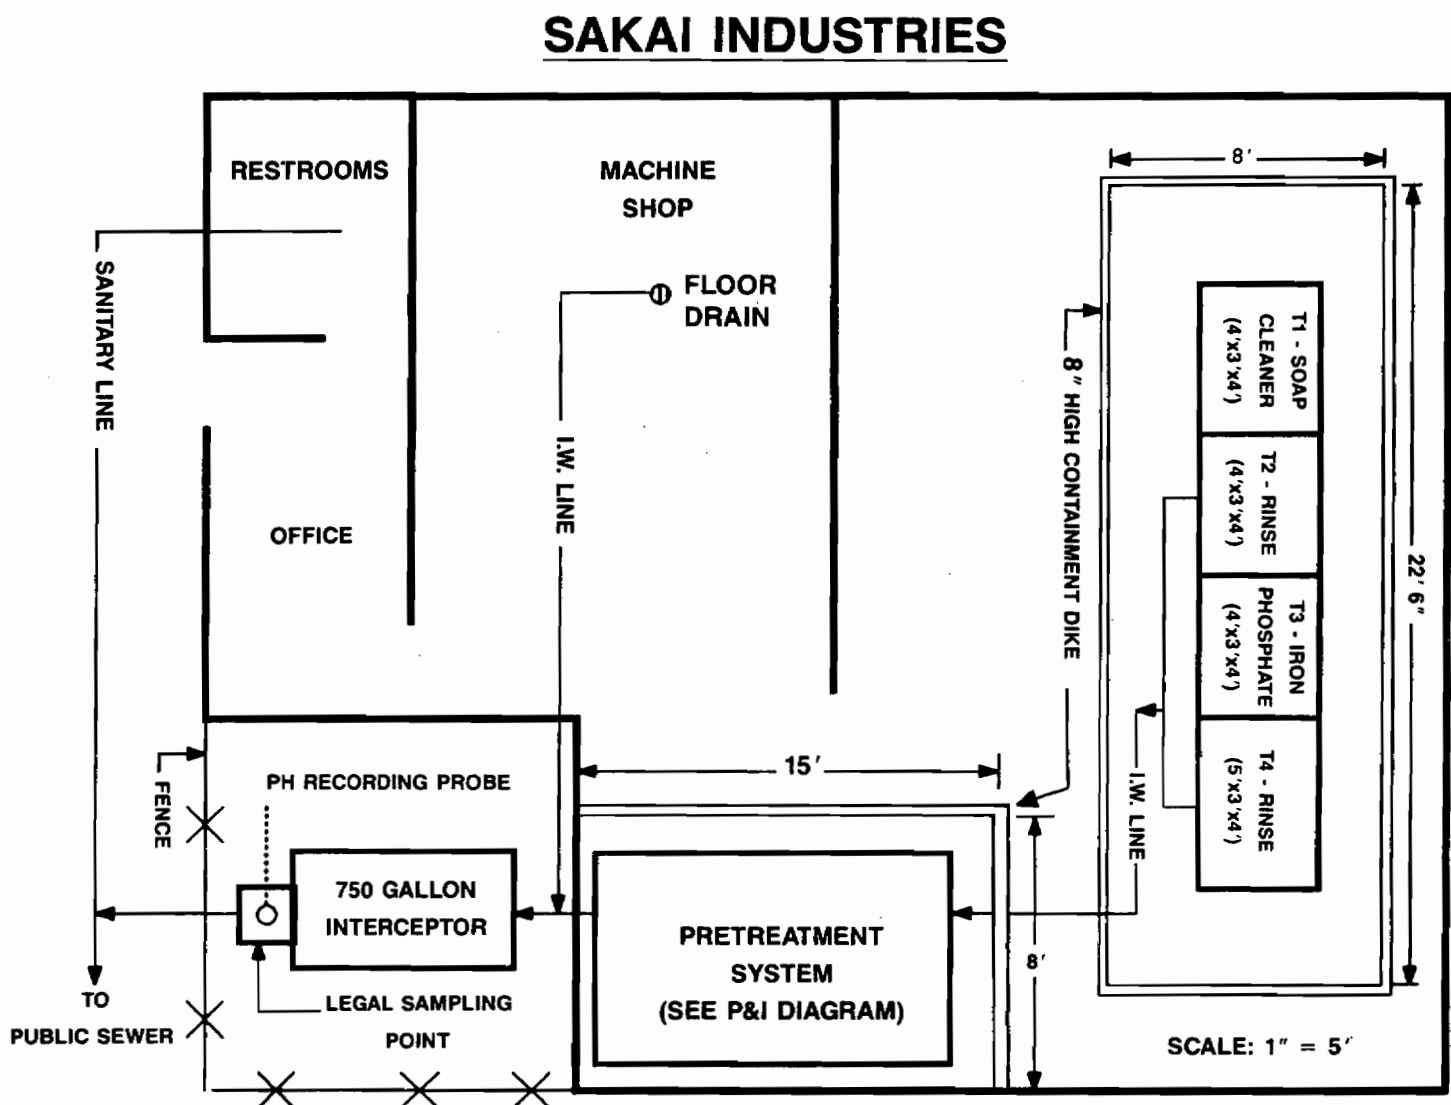 SAKAI INDUSTRIES
RESTROOMS
MACHINE
SHOP
FLOOR
DRAIN
SANITARY LINE
OFFICE
I.W. LINE
8" HIGH CONTAINMENT DIKE
8'
22' 6"
T1 - SOAP
CLEANER
(4'x3'x4')
T2 - RINSE
(4'x3'x4')
T3 - IRON
PHOSPHATE
(4'x3'x4')
T4 - RINSE
(5'x3'x4')
I.W. LINE
FENCE
PH RECORDING PROBE
15'
750 GALLON
INTERCEPTOR
PRETREATMENT
SYSTEM
(SEE P&I DIAGRAM)
8'
LEGAL SAMPLING
POINT
TO
PUBLIC SEWER
SCALE: 1" = 5'